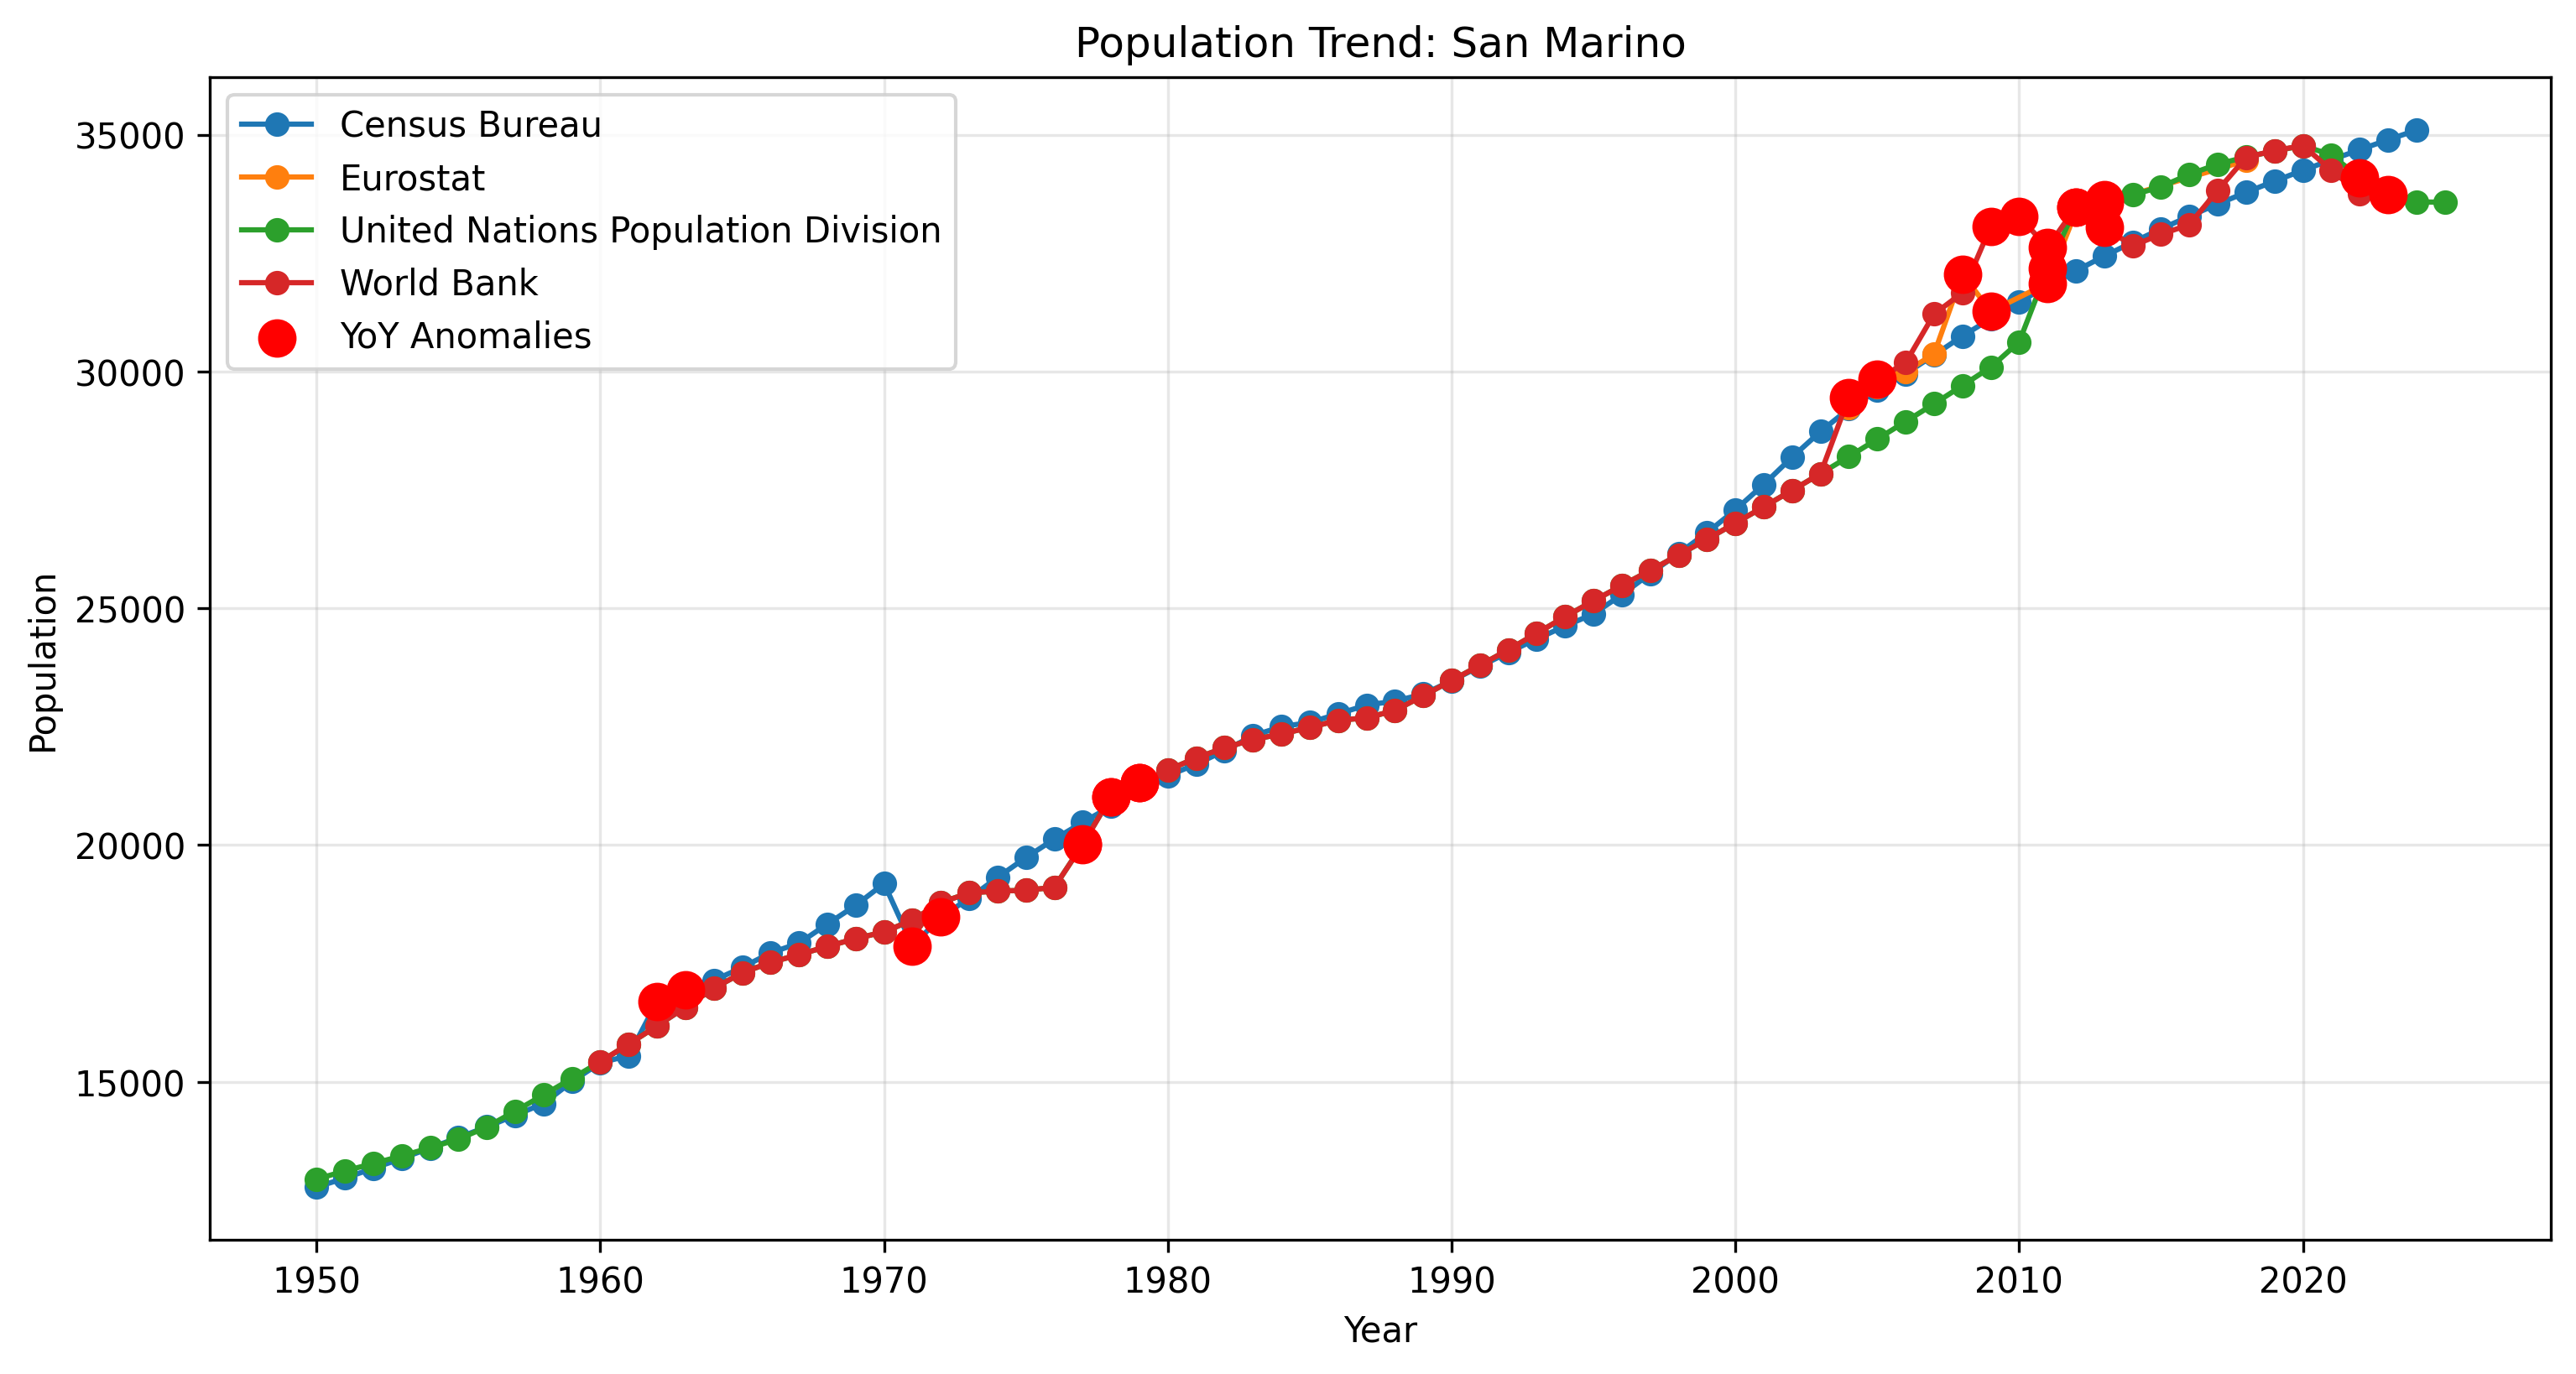 Population Trend: San Marino
Census Bureau
Eurostat
United Nations Population Division
World Bank
YoY Anomalies
35000
30000
25000
20000
15000
Population
1950 1960 1970 1980 1990 2000 2010 2020
Year